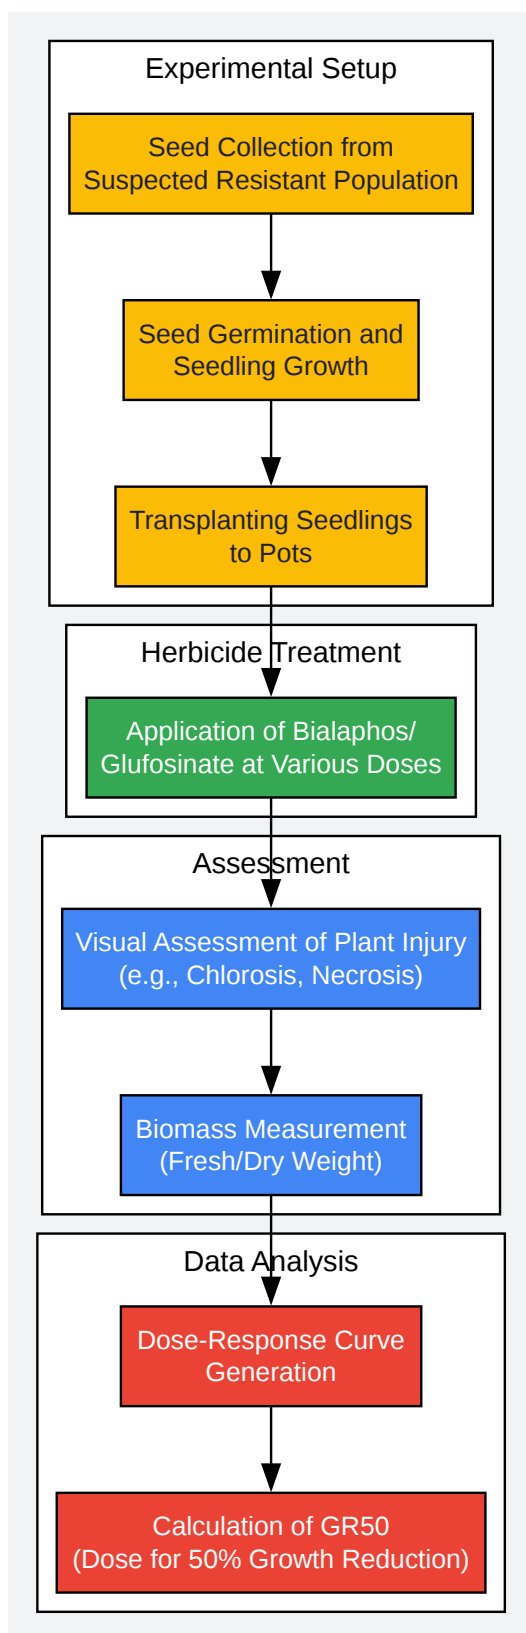 Experimental Setup
Seed Collection from
Suspected Resistant Population
Seed Germination and
Seedling Growth
Transplanting Seedlings
to Pots
Herbicide Treatment
Application of Bialaphos/
Glufosinate at Various Doses
Assessment
Visual Assessment of Plant Injury
(e.g., Chlorosis, Necrosis)
Biomass Measurement
(Fresh/Dry Weight)
Data Analysis
Dose-Response Curve
Generation
Calculation of GR50
(Dose for 50% Growth Reduction)